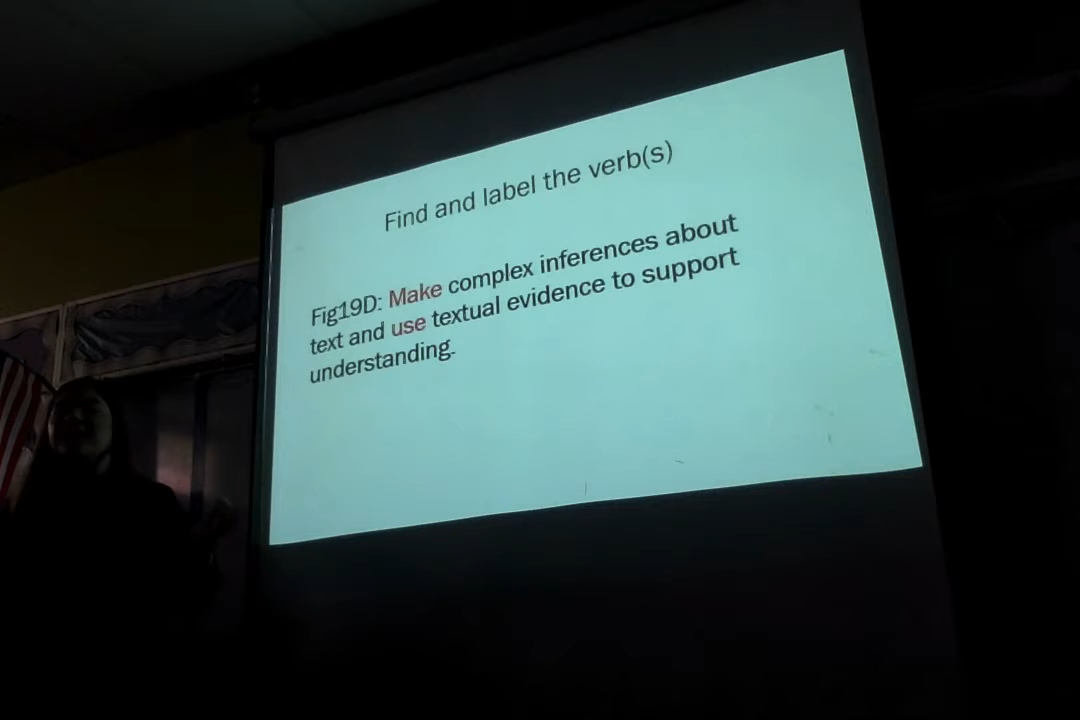 Find and label the verb(s)
Fig19D: Make complex inferences about
text and use textual evidence to support
understanding.